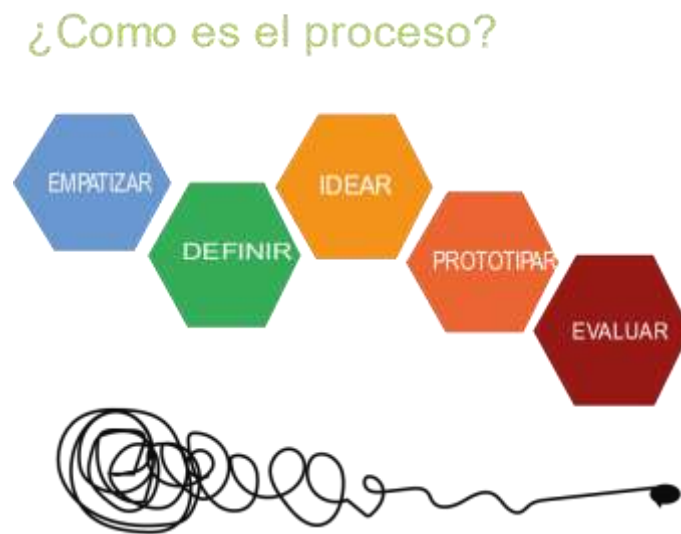 ¿Como es el proceso?
EMPATIZAR
DEFINIR
IDEAR
PROTOTIPAR
EVALUAR